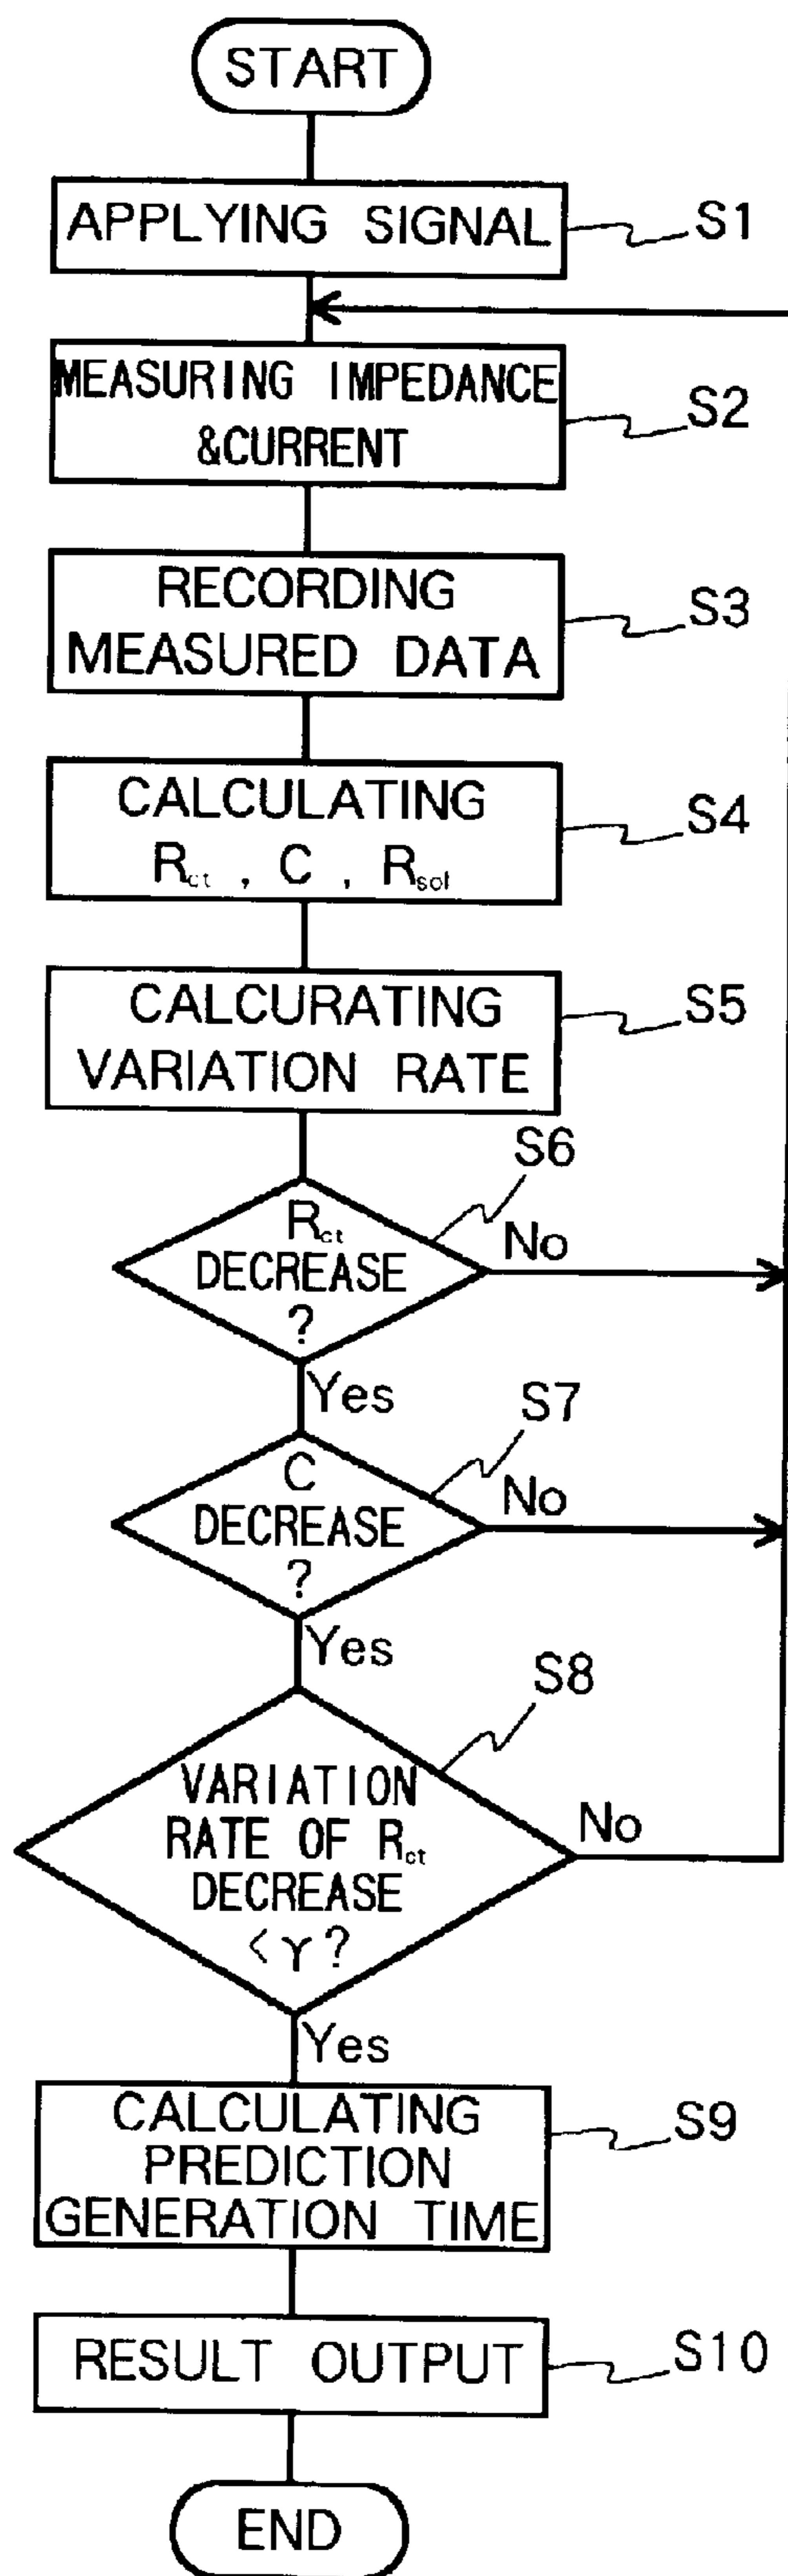 START
APPLYING SIGNAL
S1
MEASURING IMPEDANCE
&CURRENT
S2
RECORDING
MEASURED DATA
S3
CALCULATING
Rct , C , Rsol
S4
CALCURATING
VARIATION RATE
S5
S6
Rct
DECREASE
?
No
Yes
S7
C
DECREASE
?
No
Yes
S8
VARIATION
RATE OF Rct
DECREASE
<γ?
No
Yes
CALCULATING
PREDICTION
GENERATION TIME
S9
RESULT OUTPUT
S10
END